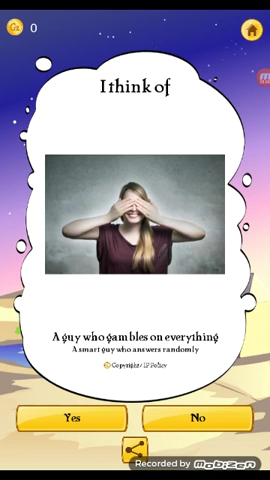 0
I think of
A guy who gambles on everything
A smart guy who answers randomly
Copyright / IP Policy
Yes
No
Recorded by mobizen